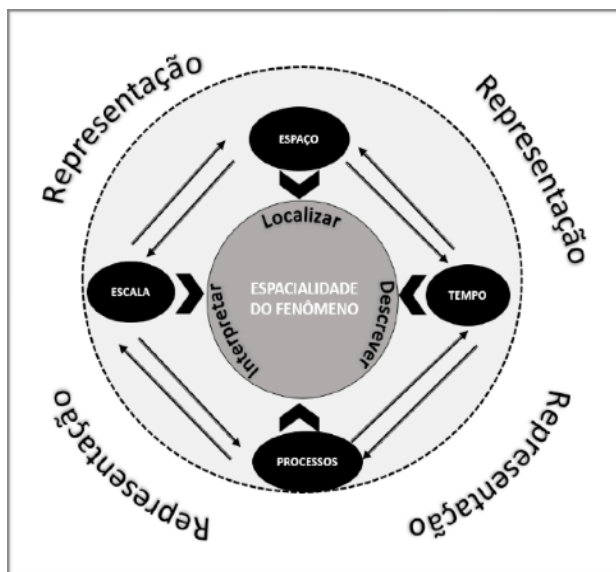 Representação
Representação
ESPAÇO
Localizar
ESCALA
Interpretar
ESPACIALIDADE
DO FENÔMENO
Descrever
TEMPO
PROCESSOS
Representação
Representação